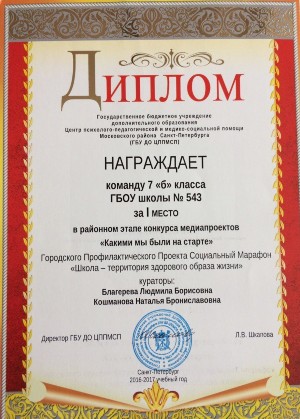 Диплом
Государственное бюджетное учреждение
дополнительного образования
Центр психолого-педагогической и медико-социальной помощи
Московского района Санкт-Петербурга
(ГБУ ДО ЦППМСП)
НАГРАЖДАЕТ
команду 7 «б» класса
ГБОУ школы № 543
за I место
в районном этапе конкурса медиапроектов
«Какими мы были на старте»
Городского Профилактического Проекта Социальный Марафон
«Школа – территория здорового образа жизни»
кураторы:
Благерева Людмила Борисовна
Кошманова Наталья Брониславовна
Директор ГБУ ДО ЦППМСП
Л.В. Шкапова
Санкт-Петербург
2016-2017 учебный год